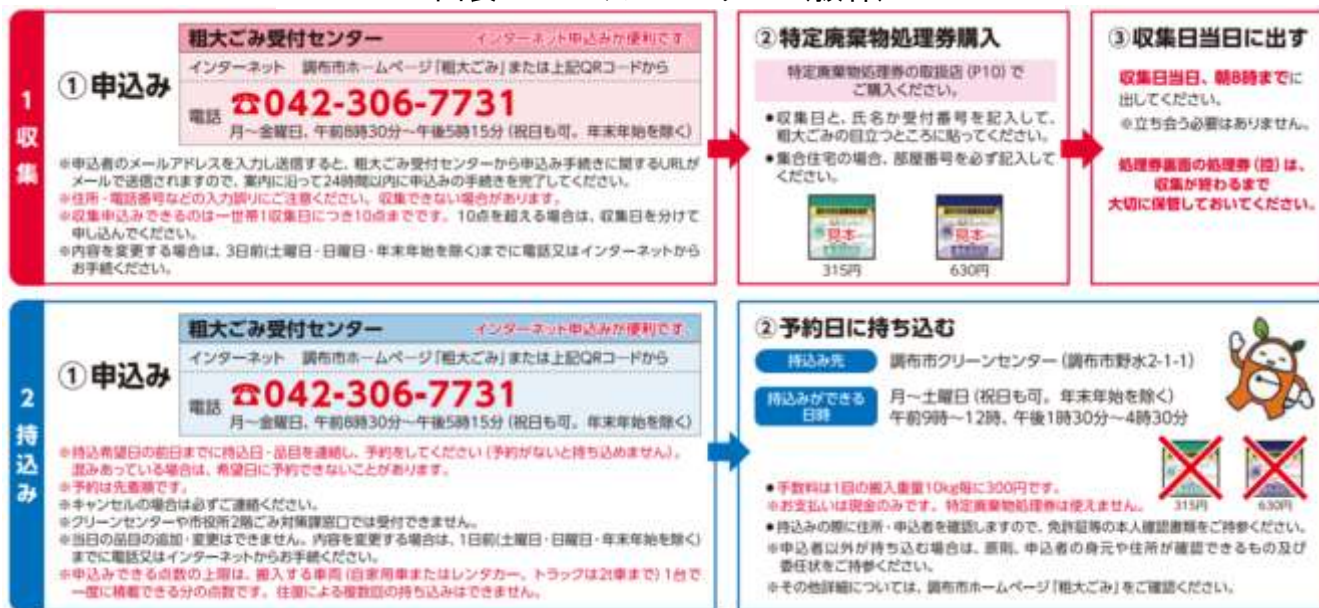 1 収集
①申込み
粗大ごみ受付センター インターネット申込みが便利です。
インターネット 調布市ホームページ「粗大ごみ」または上記QRコードから
電話 ☎042-306-7731
月～金曜日、午前8時30分～午後5時15分（祝日も可。年末年始を除く）
※申込者のメールアドレスを入力し送信すると、粗大ごみ受付センターから申込み手続きに関するURLが
メールで送信されますので、案内に沿って24時間以内に申込みの手続きを完了してください。
※住所・電話番号などの入力誤りにご注意ください。収集できない場合があります。
※収集申込みできるのは一世帯1収集日につき10点までです。10点を超える場合は、収集日を分けて
申し込んでください。
※内容を変更する場合は、3日前(土曜日・日曜日・年末年始を除く)までに電話又はインターネットから
お手続ください。
②特定廃棄物処理券購入
特定廃棄物処理券の取扱店（P10）で
ご購入ください。
●収集日と、氏名か受付番号を記入して、
粗大ごみの目立つところに貼ってください。
●集合住宅の場合、部屋番号を必ず記入して
ください。
見本 見本
315円 630円
③収集日当日に出す
収集日当日、朝8時までに
出してください。
※立ち会う必要はありません。
処理券裏面の処理券（控）は、
収集が終わるまで
大切に保管しておいてください。
2 持込み
①申込み
粗大ごみ受付センター インターネット申込みが便利です。
インターネット 調布市ホームページ「粗大ごみ」または上記QRコードから
電話 ☎042-306-7731
月～金曜日、午前8時30分～午後5時15分（祝日も可。年末年始を除く）
※持込希望日の前日までに持込日・品目を連絡し、予約をしてください（予約がないと持ち込めません）。
混みあっている場合は、希望日に予約できないことがあります。
※予約は先着順です。
※キャンセルの場合は必ずご連絡ください。
※クリーンセンターや市役所2階ごみ対策課窓口では受付できません。
※当日の品目の追加・変更はできません。内容を変更する場合は、1日前(土曜日・日曜日・年末年始を除く)
までに電話又はインターネットからお手続ください。
※申込みできる点数の上限は、搬入する車両（自家用車またはレンタカー、トラックは2t車まで）1台で
一度に積載できる分の点数です。往復による複数回の持ち込みはできません。
②予約日に持ち込む
持込み先 調布市クリーンセンター（調布市野水2-1-1）
持込みができる
日時
月～土曜日（祝日も可。年末年始を除く）
午前9時～12時、午後1時30分～4時30分
●手数料は1回の搬入重量10kg毎に300円です。
※お支払いは現金のみです。特定廃棄物処理券は使えません。
315円 630円
●持込みの際に住所・申込者を確認しますので、免許証等の本人確認書類をご持参ください。
※申込者以外が持ち込む場合は、原則、申込者の身元や住所が確認できるもの及び
委任状をご持参ください。
※その他詳細については、調布市ホームページ「粗大ごみ」をご確認ください。